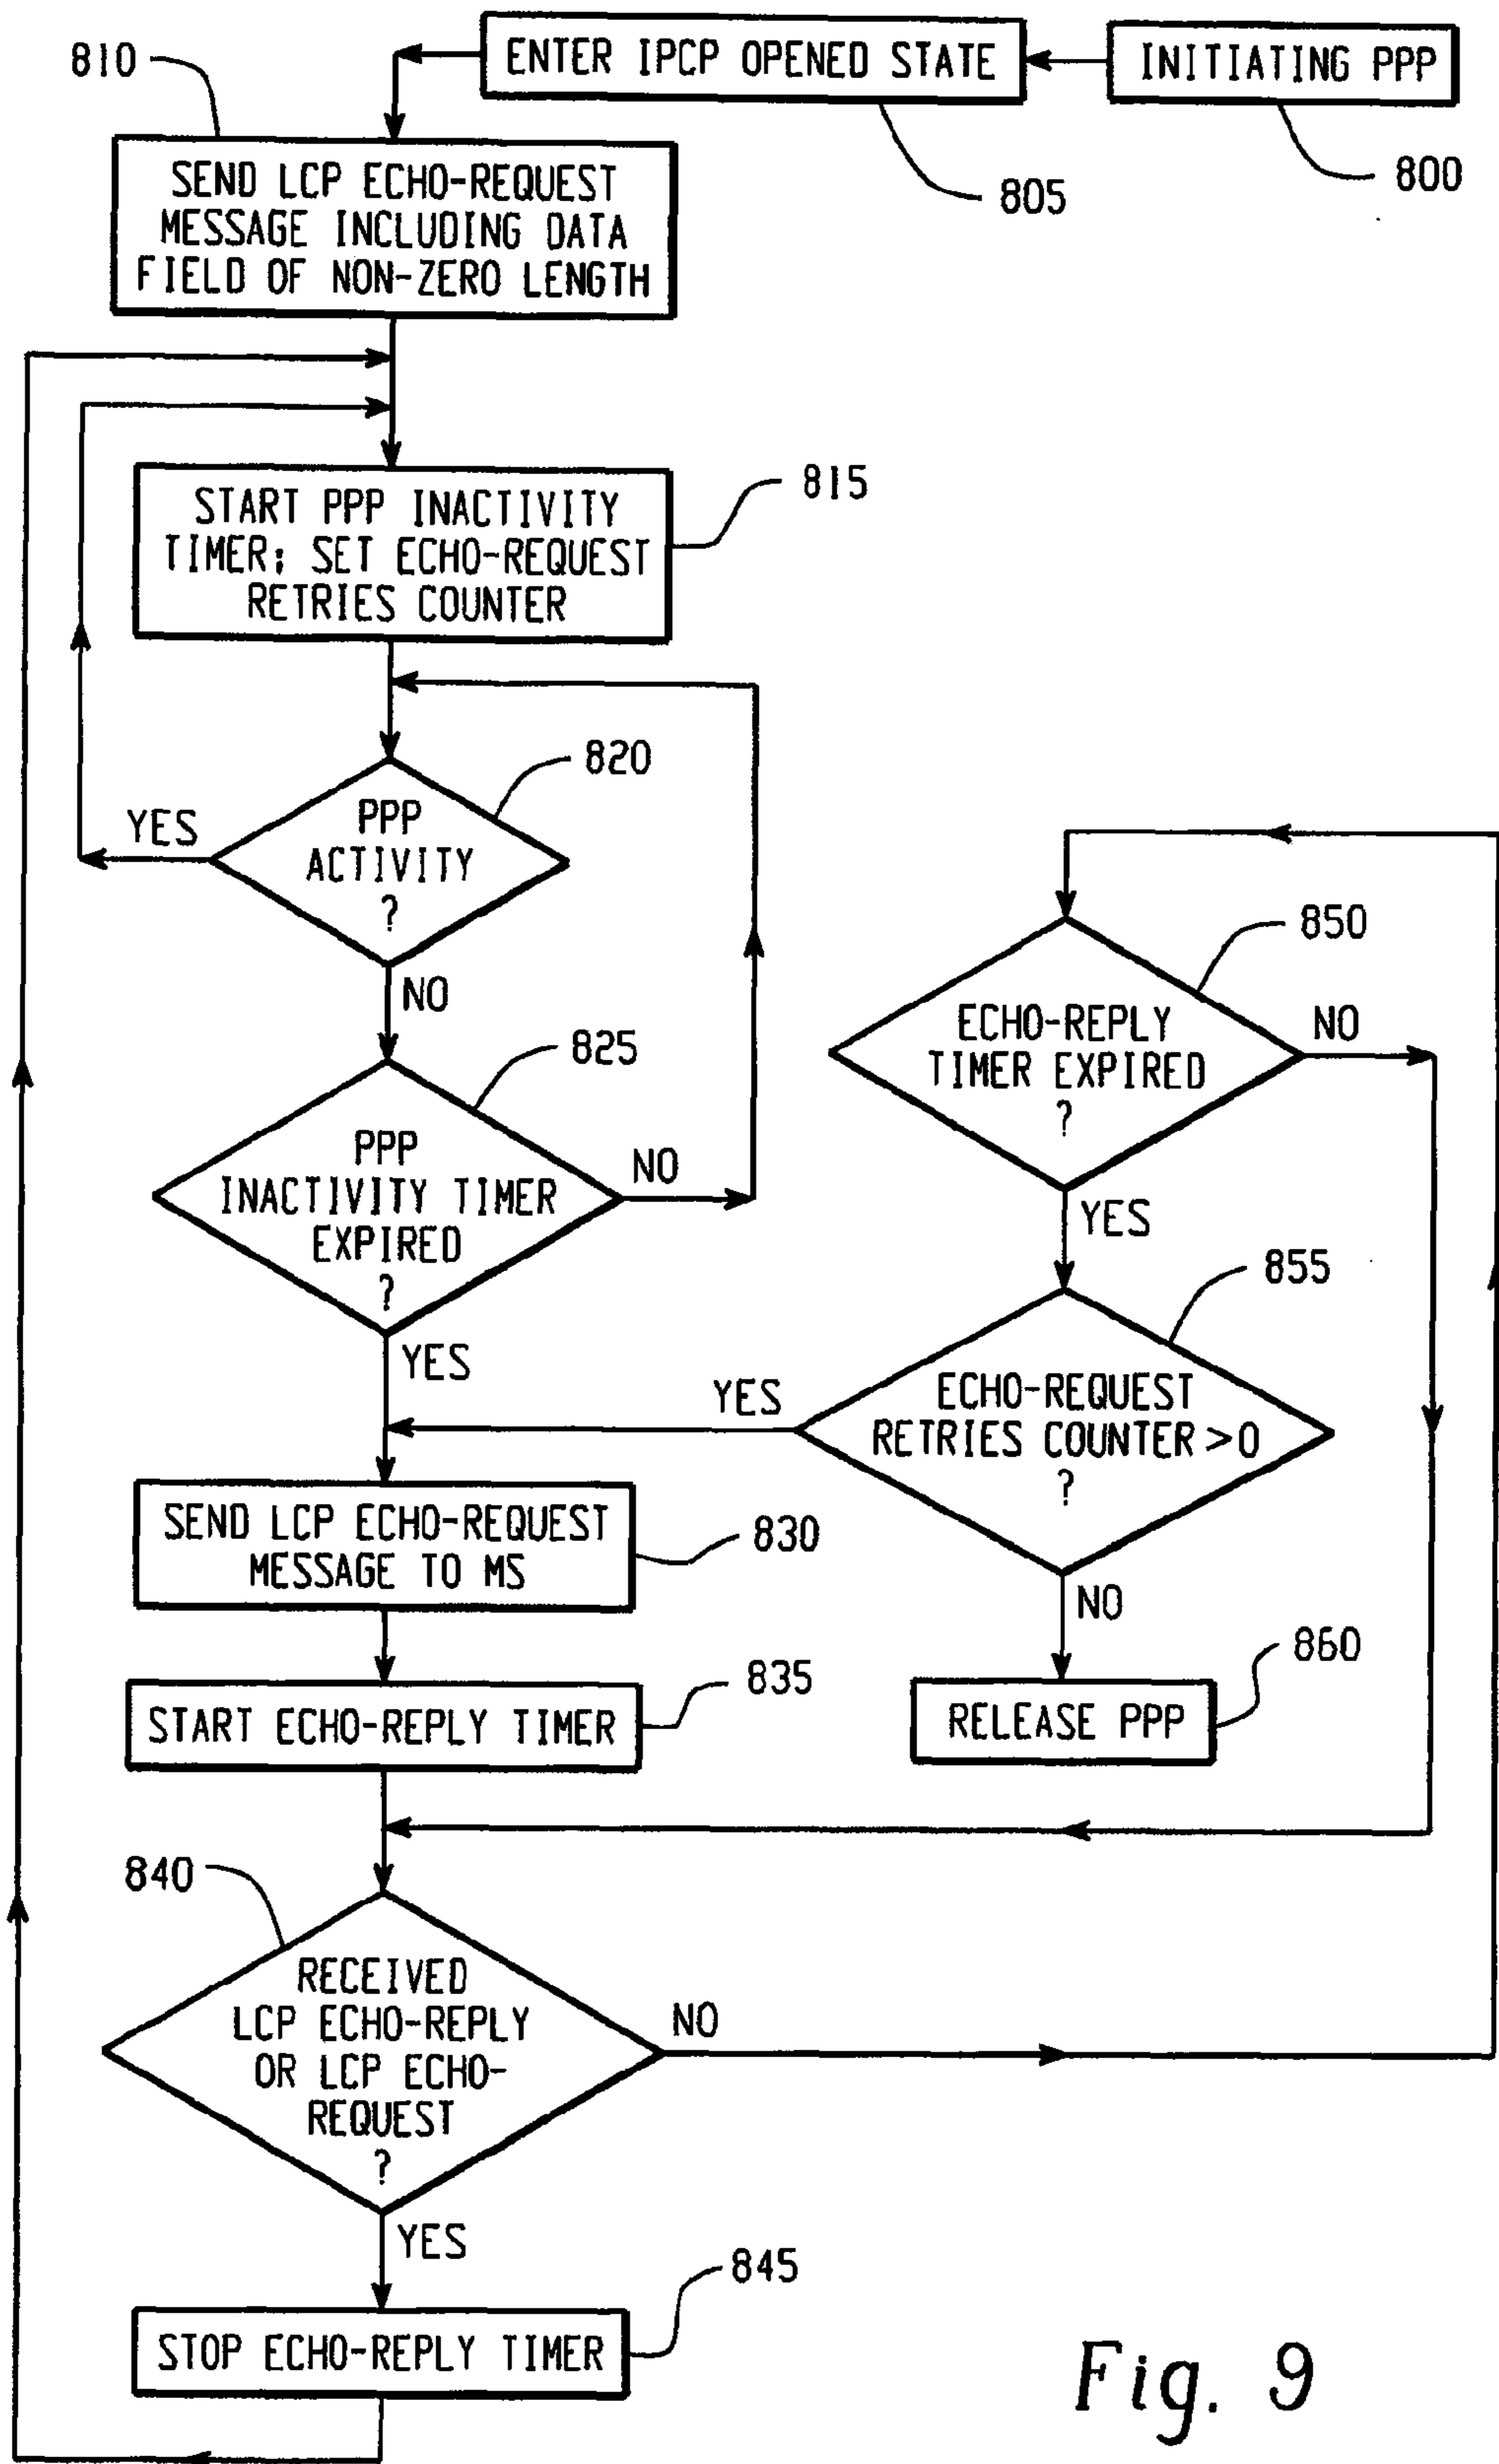 INITIATING PPP
800
ENTER IPCP OPENED STATE
805
810
SEND LCP ECHO-REQUEST
MESSAGE INCLUDING DATA
FIELD OF NON-ZERO LENGTH
START PPP INACTIVITY
TIMER; SET ECHO-REQUEST
RETRIES COUNTER
815
PPP
ACTIVITY
?
820
YES
NO
PPP
INACTIVITY TIMER
EXPIRED
?
825
NO
YES
SEND LCP ECHO-REQUEST
MESSAGE TO MS
830
START ECHO-REPLY TIMER
835
840
RECEIVED
LCP ECHO-REPLY
OR LCP ECHO-
REQUEST
?
NO
YES
STOP ECHO-REPLY TIMER
845
ECHO-REPLY
TIMER EXPIRED
?
850
NO
YES
ECHO-REQUEST
RETRIES COUNTER >0
?
855
YES
NO
RELEASE PPP
860
Fig. 9